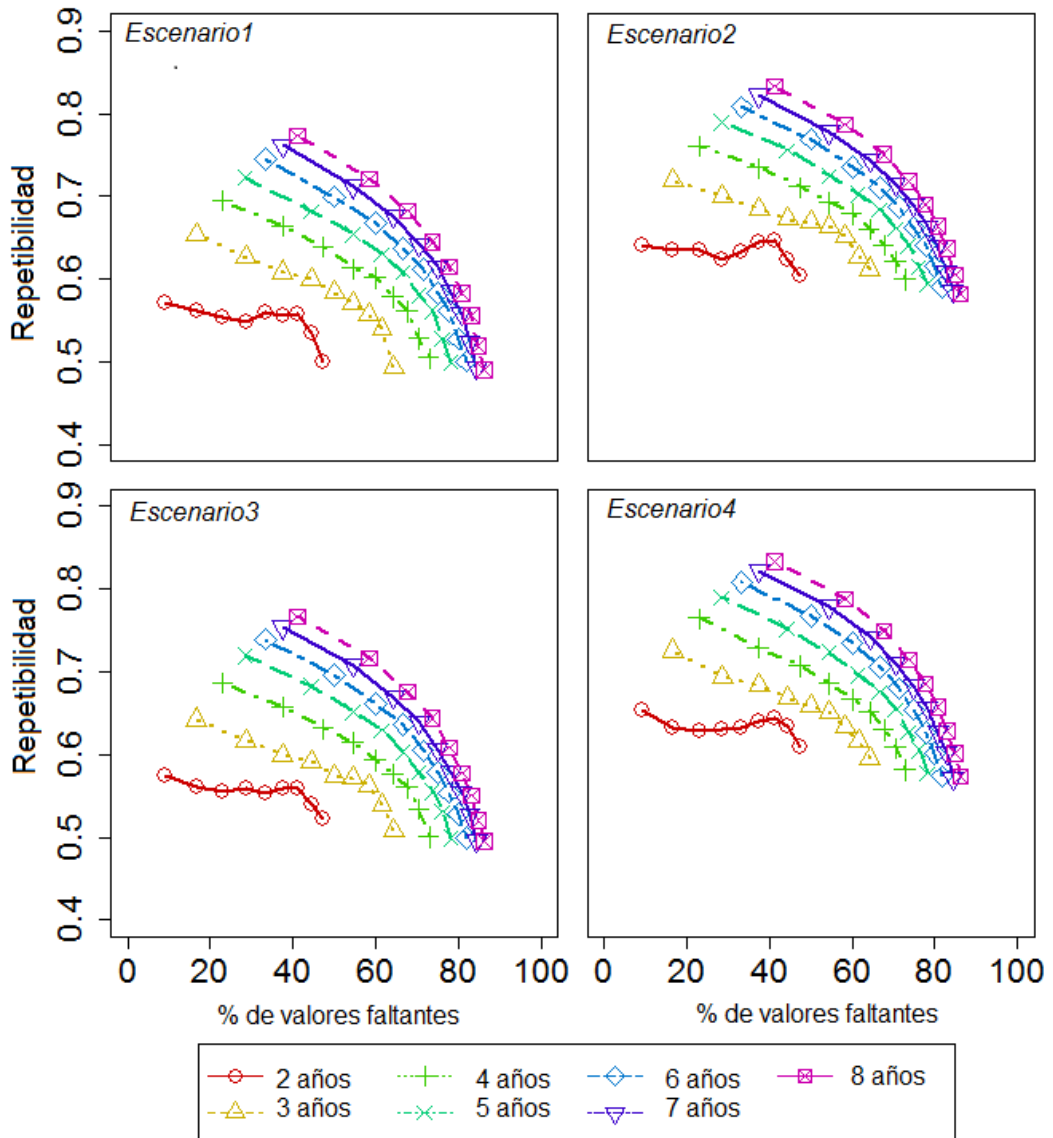 Escenario1
Escenario2
Repetibilidad
0.9
0.8
0.7
0.6
0.5
0.4
Escenario3
Escenario4
Repetibilidad
0.9
0.8
0.7
0.6
0.5
0.4
0 20 40 60 80 100
0 20 40 60 80 100
% de valores faltantes
% de valores faltantes
2 años 4 años 6 años 8 años
3 años 5 años 7 años